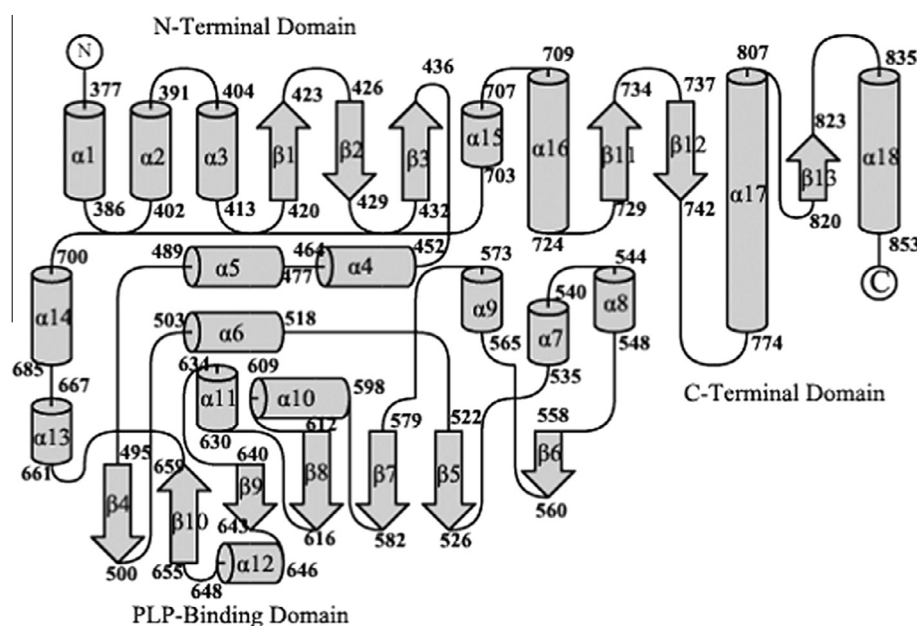 N-Terminal Domain
N
377 391 404 423 426 436 707 709 734 737 807 823 835
α1 α2 α3 β1 β2 β3 α15 α16 β11 β12 α17 β13 α18
386 402 413 420 429 432 703 724 729 742 774 820 853
C
700 489 α5 477 464 α4 452 573 540 544
α14 α9 α7 α8
503 α6 518 565 535 548
685 667 634 609 α10 598 579 522 558
α13 α11 612
661 630
C-Terminal Domain
495 659 640
β4 β10 β9 β8 β7 β5 β6
643 616 582 526 560
500 655 648 α12 646
PLP-Binding Domain